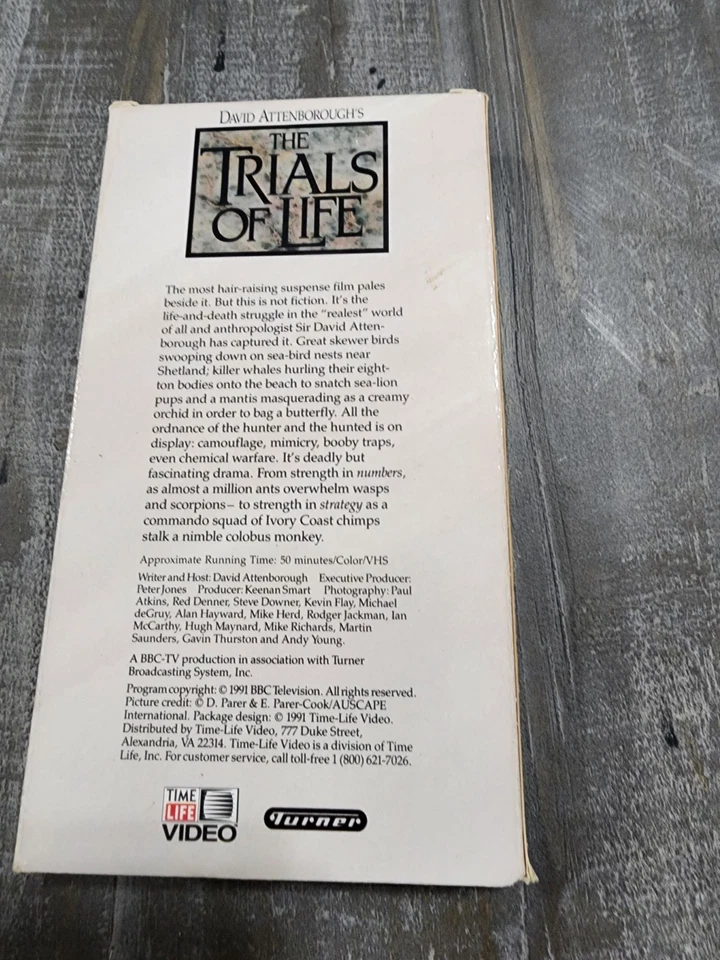 DAVID ATTENBOROUGH'S
THE
TRIALS
OF LIFE
The most hair-raising suspense film pales
beside it. But this is not fiction. It's the
life-and-death struggle in the "realest" world
of all and anthropologist Sir David Atten-
borough has captured it. Great skewer birds
swooping down on sea-bird nests near
Shetland; killer whales hurling their eight-
ton bodies onto the beach to snatch sea-lion
pups and a mantis masquerading as a creamy
orchid in order to bag a butterfly. All the
ordnance of the hunter and the hunted is on
display: camouflage, mimicry, booby traps,
even chemical warfare. It's deadly but
fascinating drama. From strength in numbers,
as almost a million ants overwhelm wasps
and scorpions– to strength in strategy as a
commando squad of Ivory Coast chimps
stalk a nimble colobus monkey.
Approximate Running Time: 50 minutes/Color/VHS
Writer and Host: David Attenborough Executive Producer:
Peter Jones Producer: Keenan Smart Photography: Paul
Atkins, Red Denner, Steve Downer, Kevin Flay, Michael
deGruy, Alan Hayward, Mike Herd, Rodger Jackman, Ian
McCarthy, Hugh Maynard, Mike Richards, Martin
Saunders, Gavin Thurston and Andy Young.
A BBC-TV production in association with Turner
Broadcasting System, Inc.
Program copyright: © 1991 BBC Television. All rights reserved.
Picture credit: © D. Parer & E. Parer-Cook/AUSCAPE
International. Package design: © 1991 Time-Life Video.
Distributed by Time-Life Video, 777 Duke Street,
Alexandria, VA 22314. Time-Life Video is a division of Time
Life, Inc. For customer service, call toll-free 1 (800) 621-7026.
TIME
LIFE
VIDEO
Turner